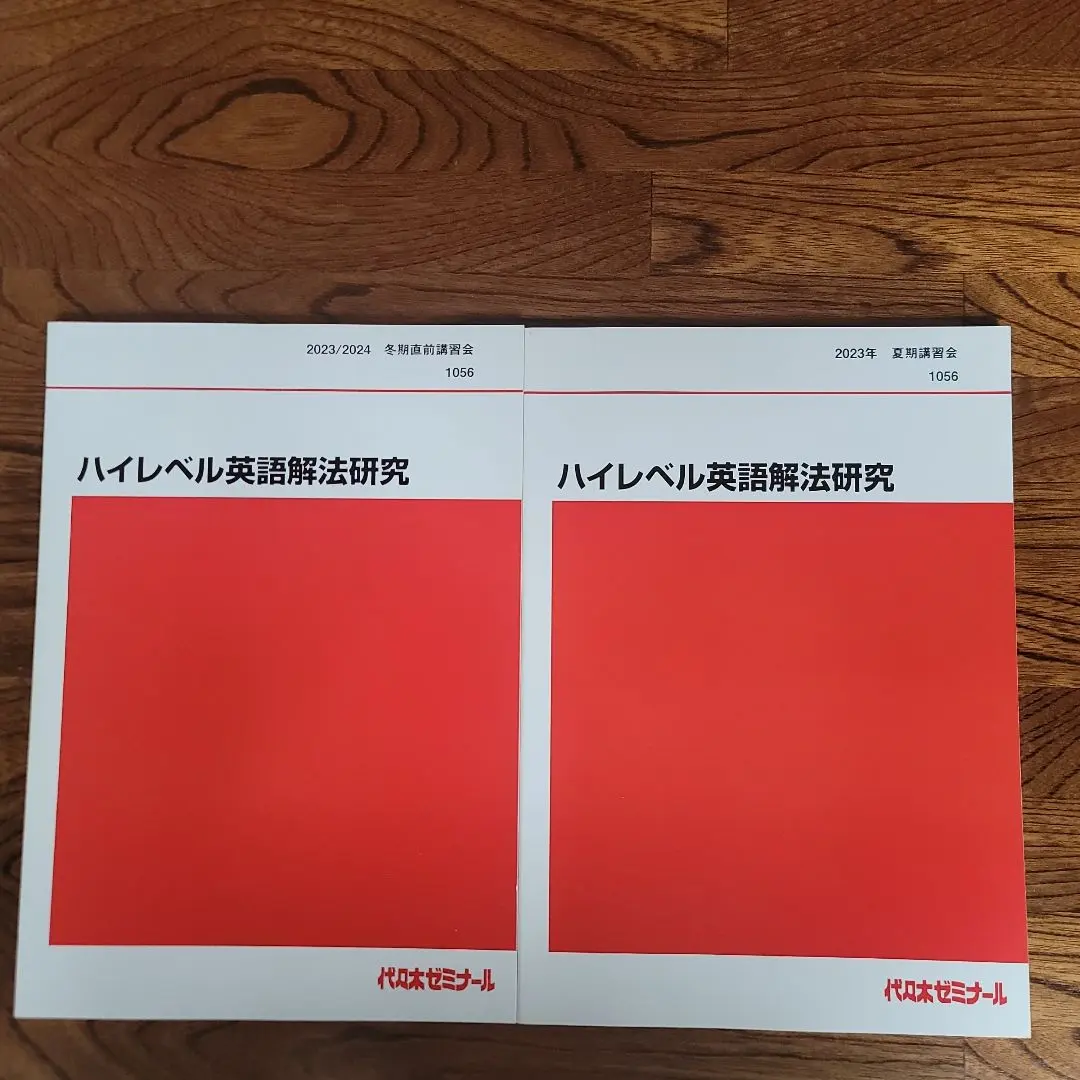 2023/2024 冬期直前講習会
1056
ハイレベル英語解法研究
代々木ゼミナール
2023年 夏期講習会
1056
ハイレベル英語解法研究
代々木ゼミナール